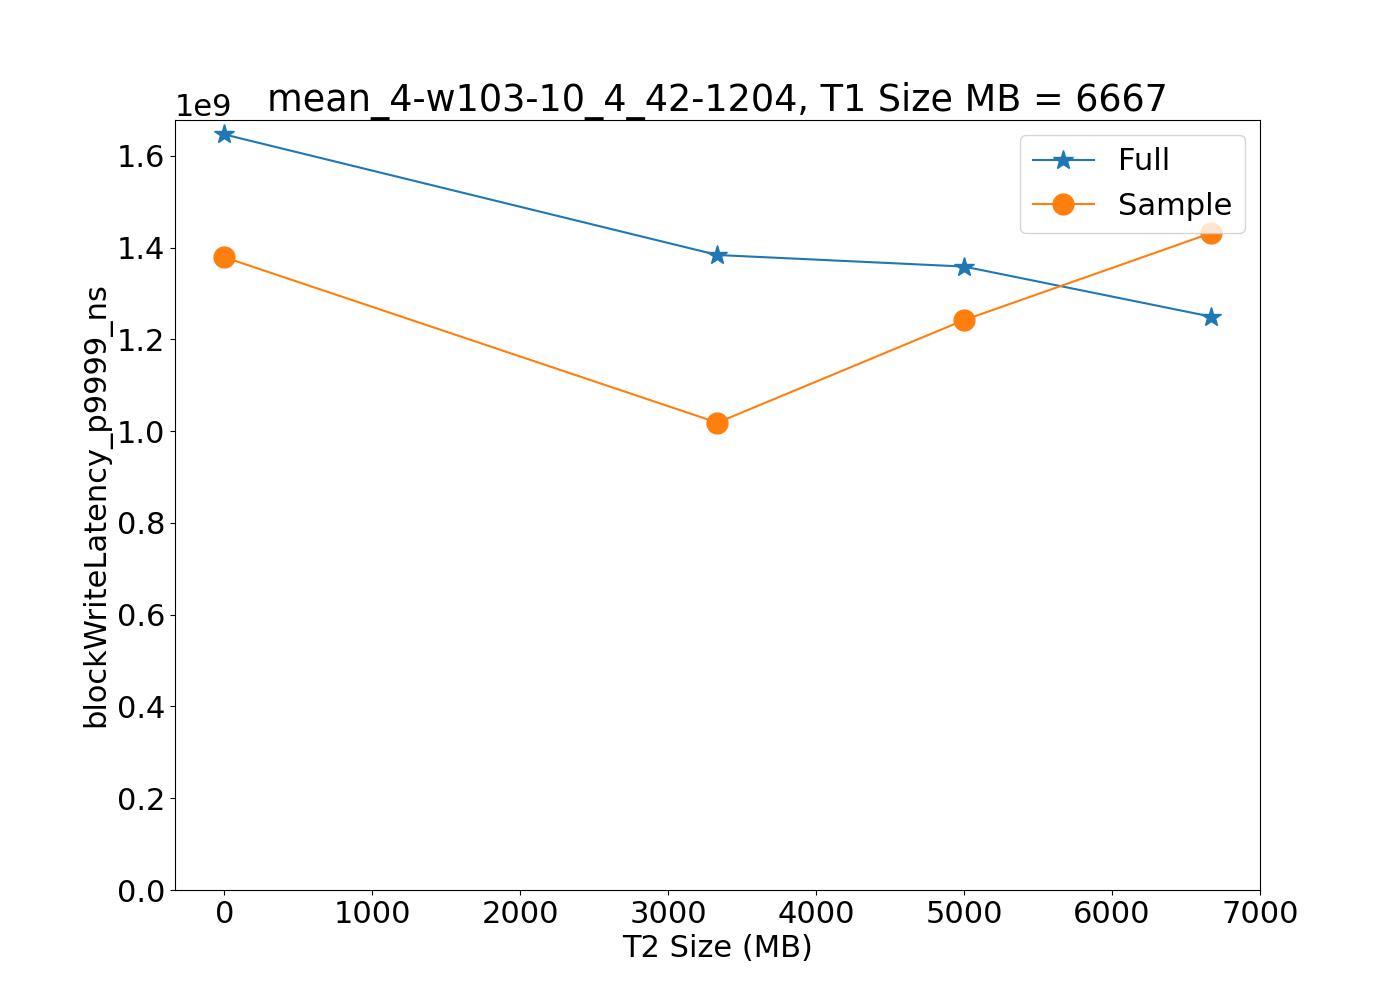 1e9
mean_4-w103-10_4_42-1204, T1 Size MB = 6667
Full
Sample
1.6
1.4
1.2
1.0
0.8
0.6
0.4
0.2
0.0
blockWriteLatency_p9999_ns
0 1000 2000 3000 4000 5000 6000 7000
T2 Size (MB)